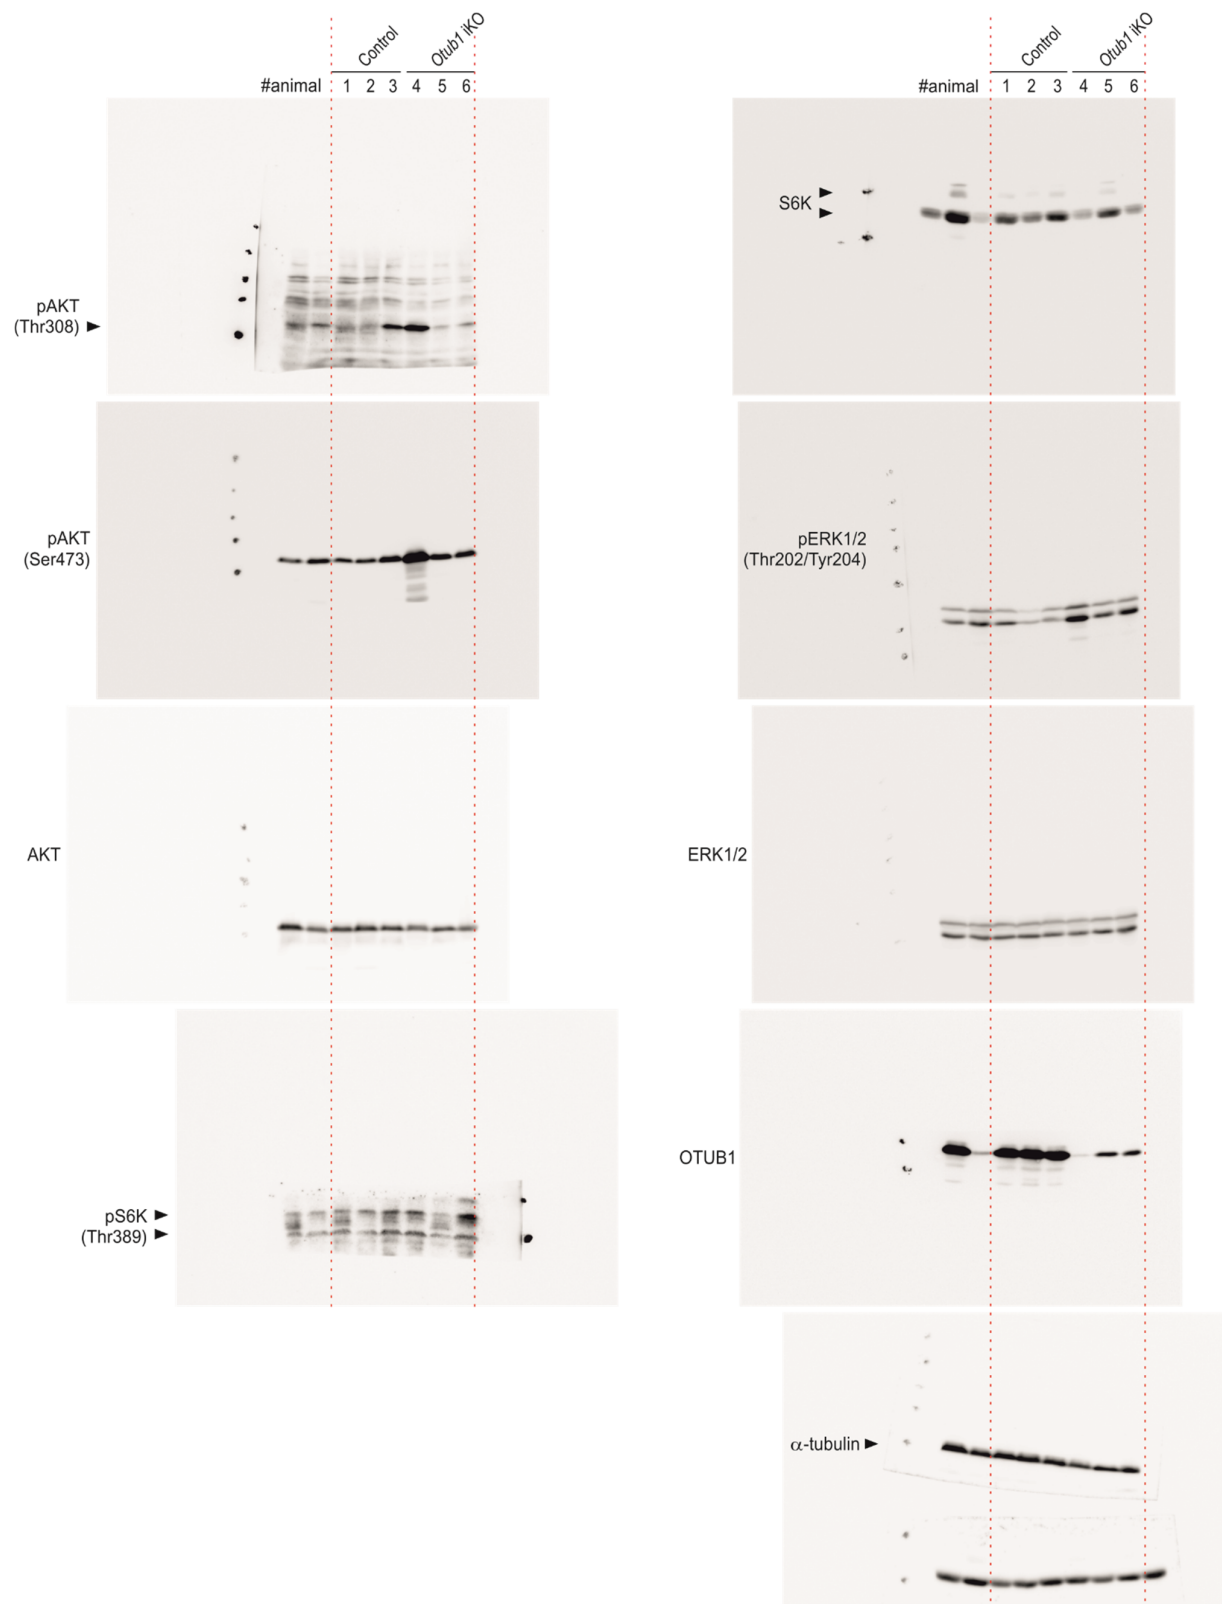 Control
Otub1 iKO
#animal 1 2 3 4 5 6
pAKT
(Thr308)
pAKT
(Ser473)
AKT
pS6K
(Thr389)
Control
Otub1 iKO
#animal 1 2 3 4 5 6
S6K
pERK1/2
(Thr202/Tyr204)
ERK1/2
OTUB1
α-tubulin